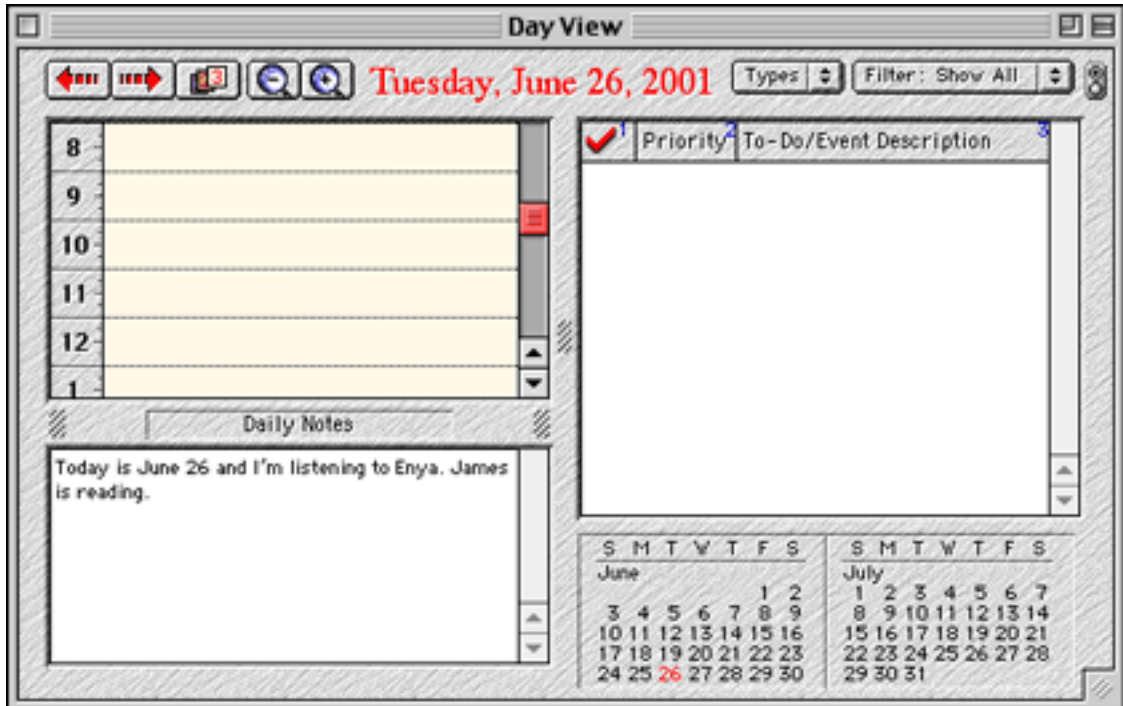 Day View
3
Tuesday, June 26, 2001
Types
Filter: Show All
8
9
10
11
12
1
1 Priority 2 To-Do/Event Description 3
Daily Notes
Today is June 26 and I'm listening to Enya. James
is reading.
S M T W T F S
June
1 2
3 4 5 6 7 8 9
10 11 12 13 14 15 16
17 18 19 20 21 22 23
24 25 26 27 28 29 30
S M T W T F S
July
1 2 3 4 5 6 7
8 9 10 11 12 13 14
15 16 17 18 19 20 21
22 23 24 25 26 27 28
29 30 31